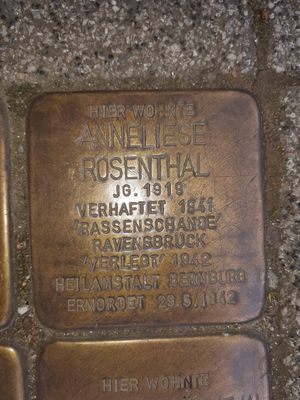 HIER WOHNTE
ANNELIESE
ROSENTHAL
JG. 1919
VERHAFTET 1941
'RASSENSCHANDE'
RAVENSBRÜCK
'VERLEGT' 1942
HEILANSTALT BERNBURG
ERMORDET 29.5.1942
HIER WOHNTE